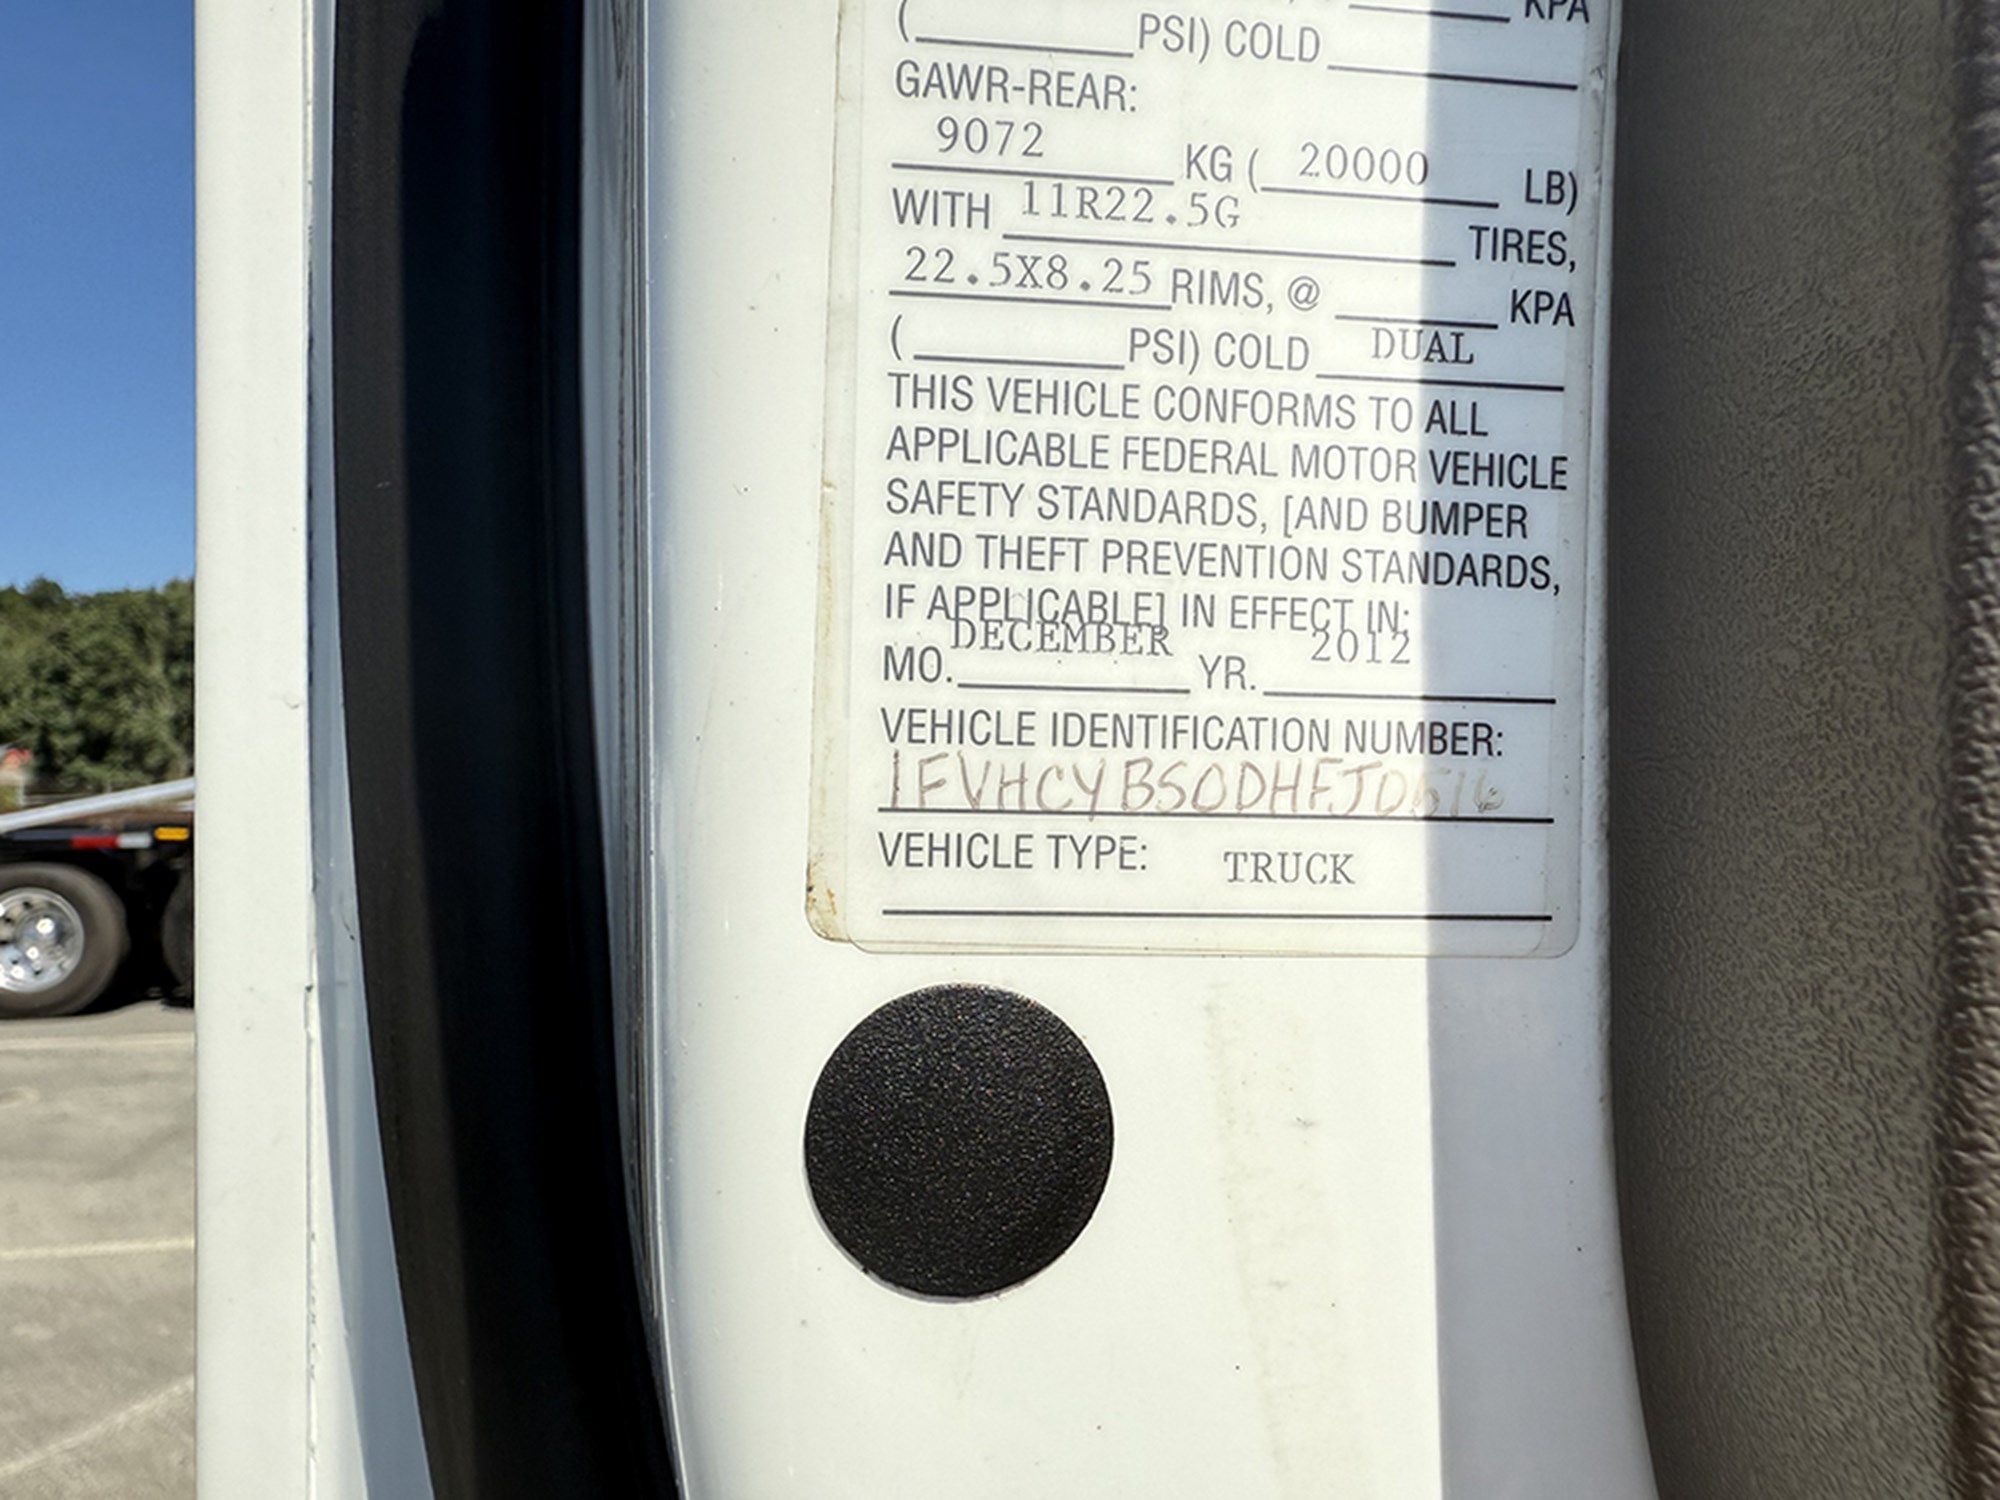 KPA
( PSI) COLD
GAWR-REAR:
9072 KG ( 20000 LB)
WITH 11R22.5G TIRES,
22.5X8.25 RIMS, @ KPA
( PSI) COLD DUAL
THIS VEHICLE CONFORMS TO ALL
APPLICABLE FEDERAL MOTOR VEHICLE
SAFETY STANDARDS, [AND BUMPER
AND THEFT PREVENTION STANDARDS,
IF APPLICABLE] IN EFFECT IN:
MO. DECEMBER YR. 2012
VEHICLE IDENTIFICATION NUMBER:
VEHICLE TYPE: TRUCK